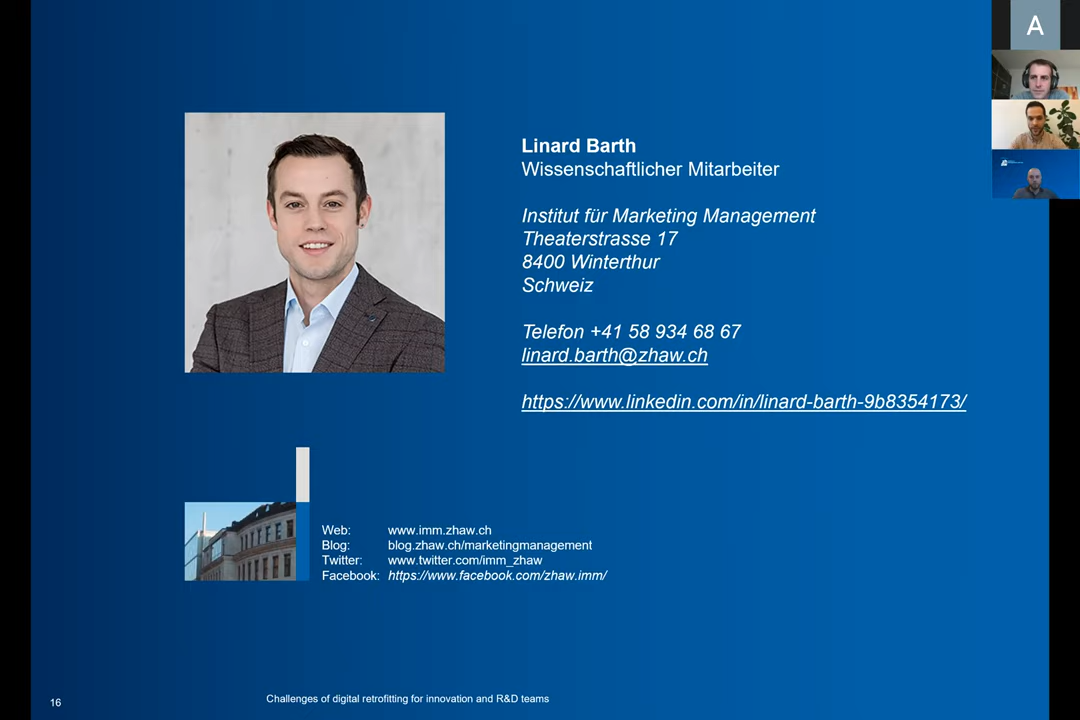 A
Linard Barth
Wissenschaftlicher Mitarbeiter
Institut für Marketing Management
Theaterstrasse 17
8400 Winterthur
Schweiz
Telefon +41 58 934 68 67
linard.barth@zhaw.ch
https://www.linkedin.com/in/linard-barth-9b8354173/
Web: www.imm.zhaw.ch
Blog: blog.zhaw.ch/marketingmanagement
Twitter: www.twitter.com/imm_zhaw
Facebook: https://www.facebook.com/zhaw.imm/
16
Challenges of digital retrofitting for innovation and R&D teams